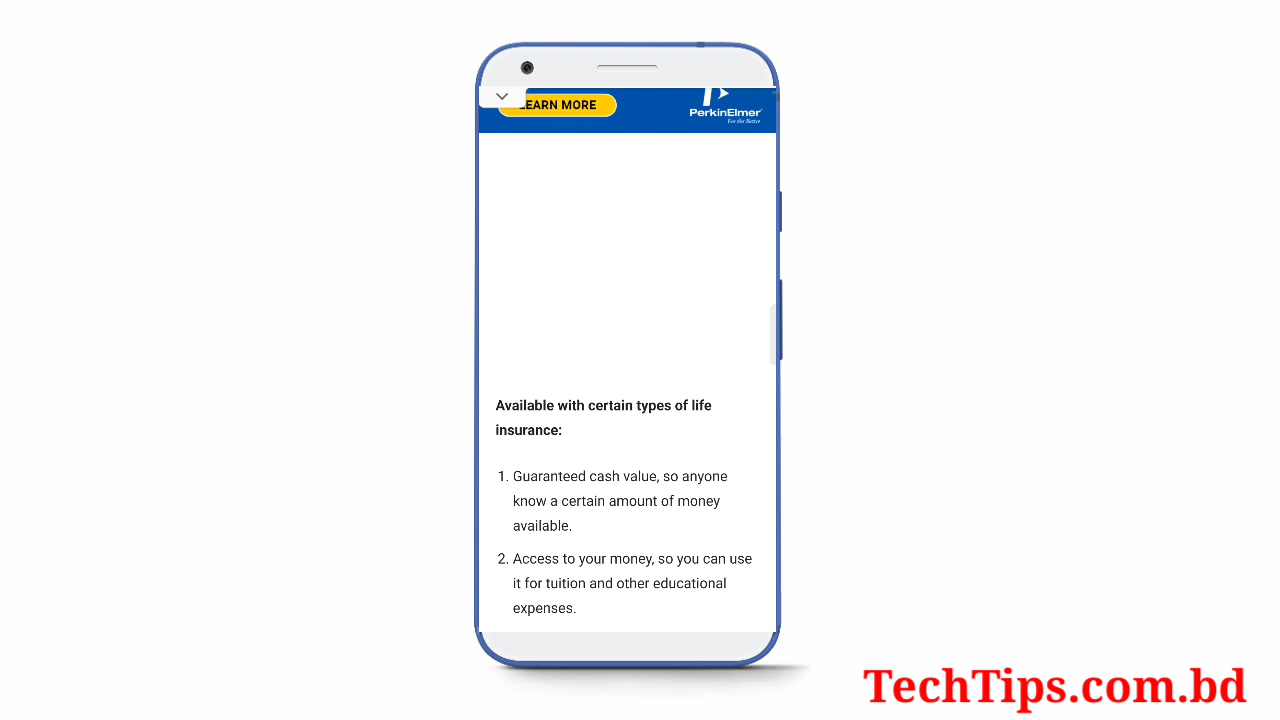 LEARN MORE
PerkinElmer
For the Better
Available with certain types of life
insurance:
1. Guaranteed cash value, so anyone
know a certain amount of money
available.
2. Access to your money, so you can use
it for tuition and other educational
expenses.
TechTips.com.bd